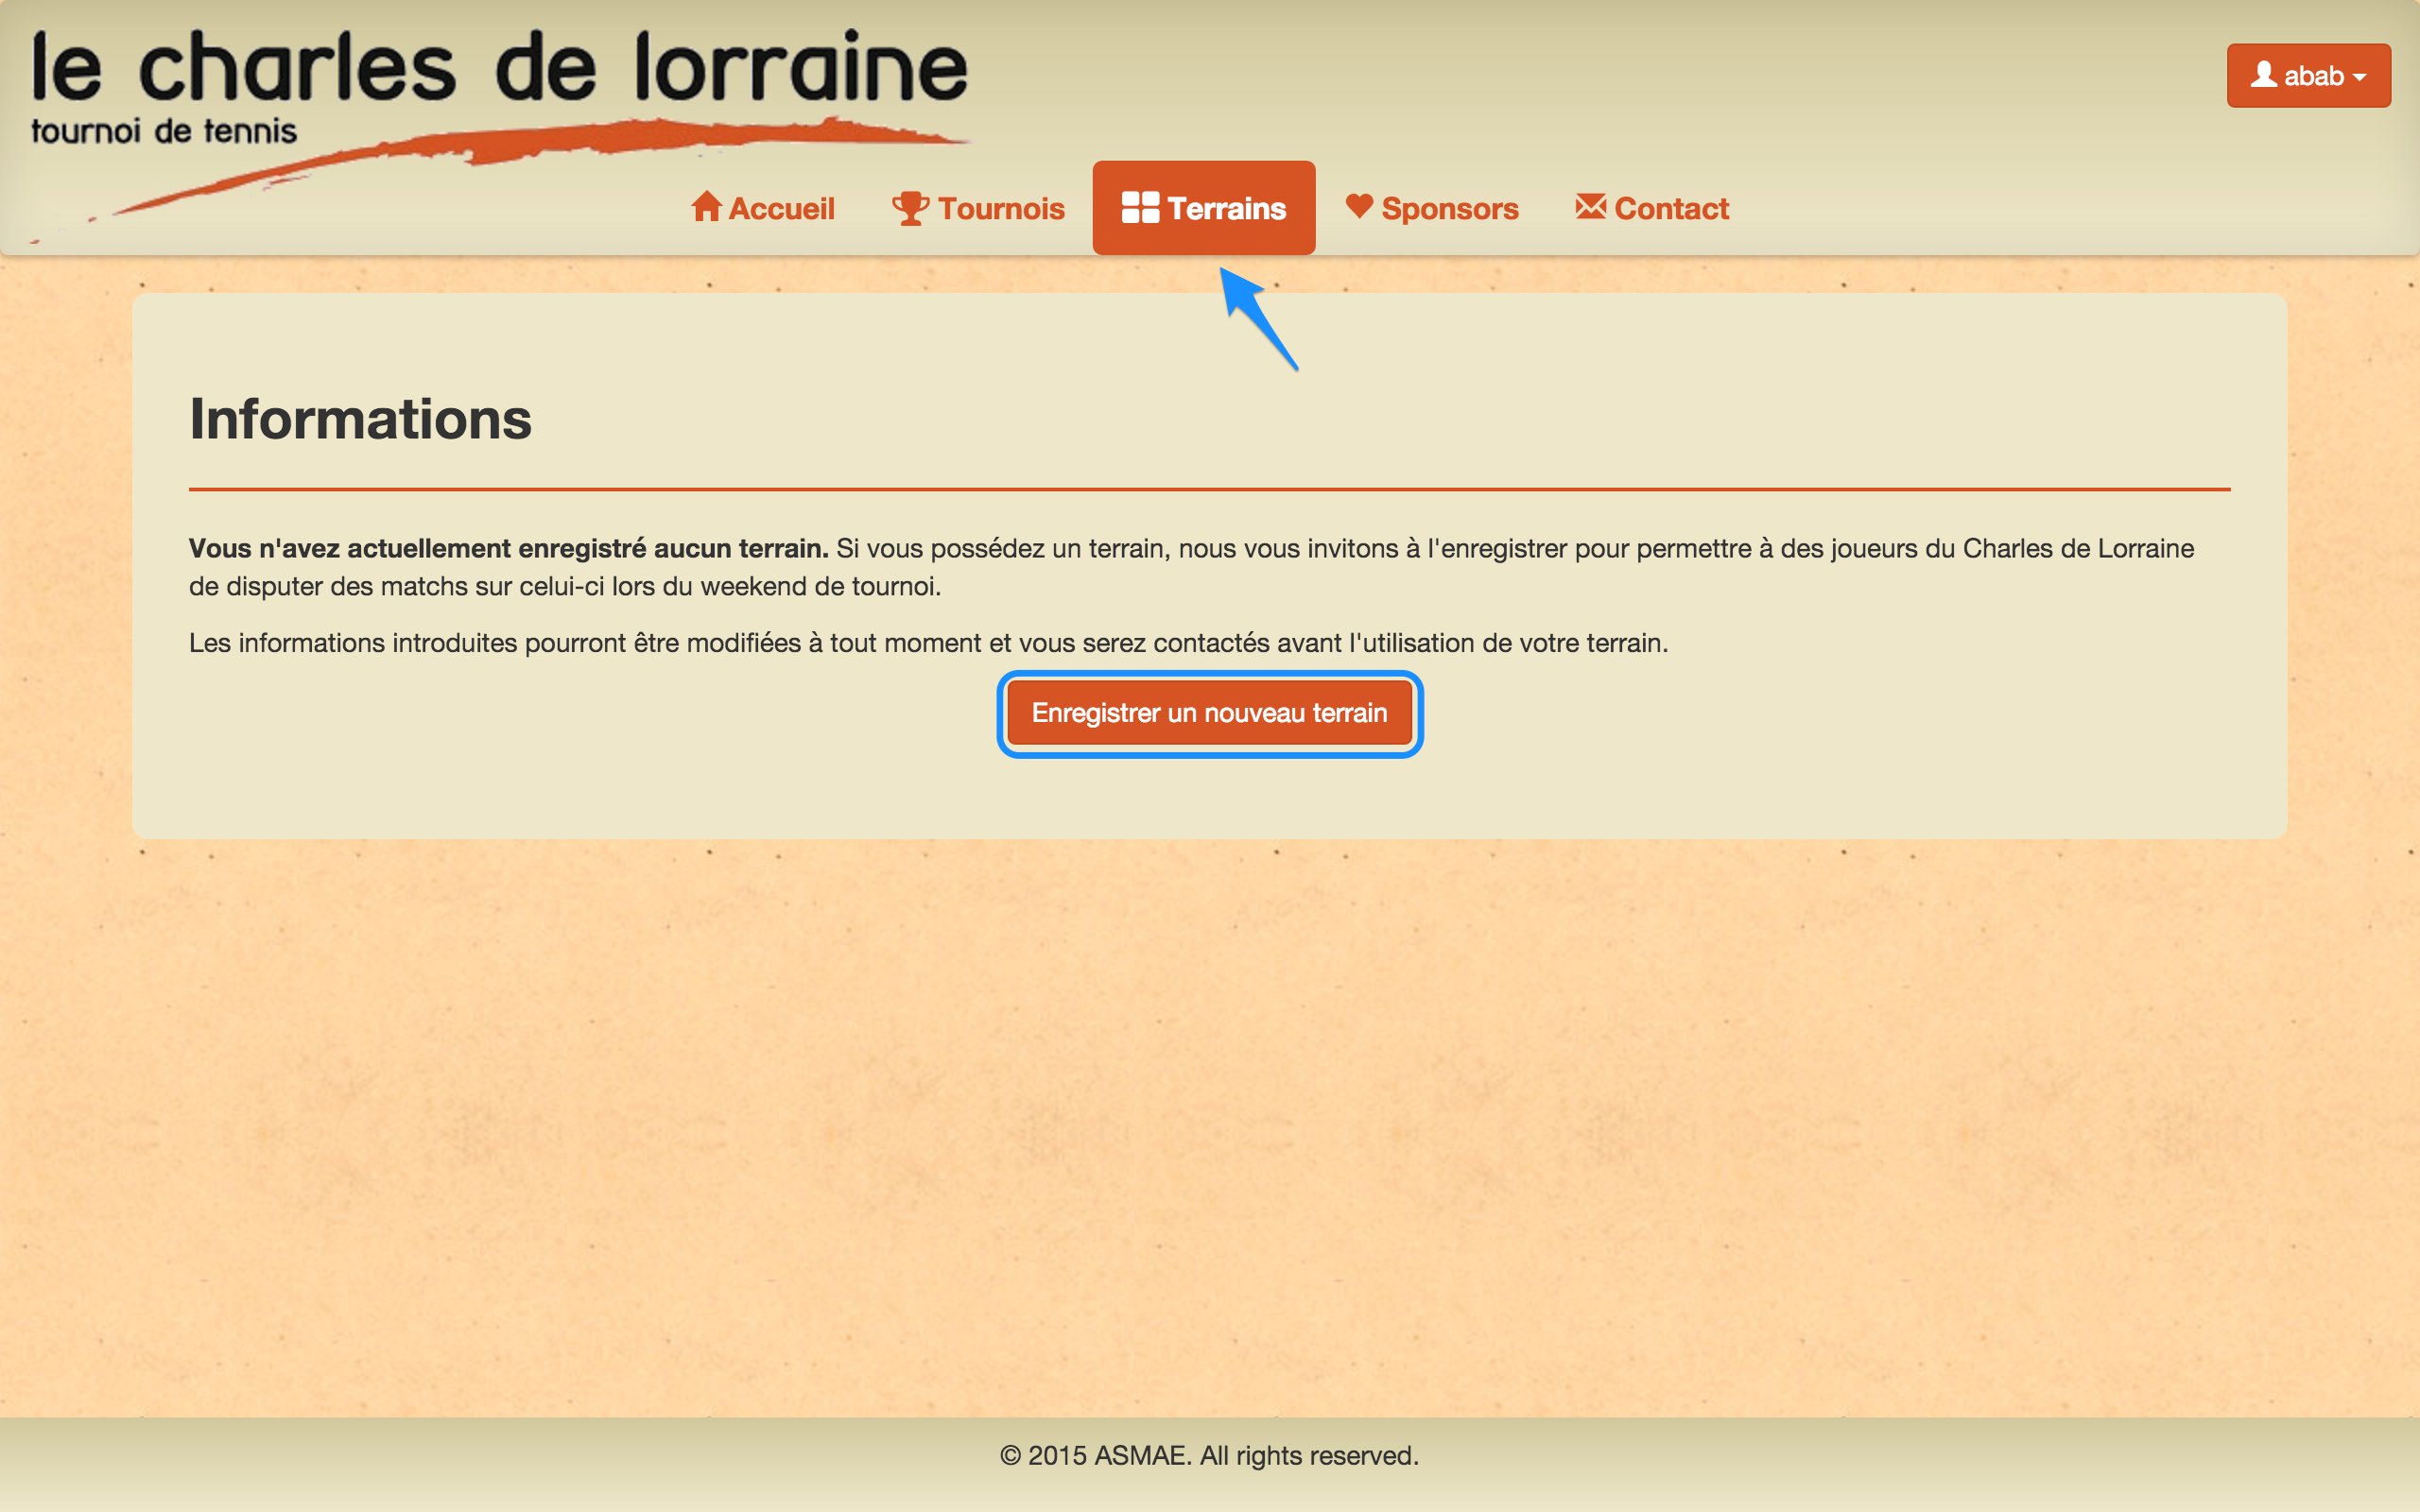 le charles de lorraine
tournoi de tennis
abab
Accueil Tournois Terrains Sponsors Contact
Informations
Vous n'avez actuellement enregistré aucun terrain. Si vous possédez un terrain, nous vous invitons à l'enregistrer pour permettre à des joueurs du Charles de Lorraine
de disputer des matchs sur celui-ci lors du weekend de tournoi.
Les informations introduites pourront être modifiées à tout moment et vous serez contactés avant l'utilisation de votre terrain.
Enregistrer un nouveau terrain
© 2015 ASMAE. All rights reserved.